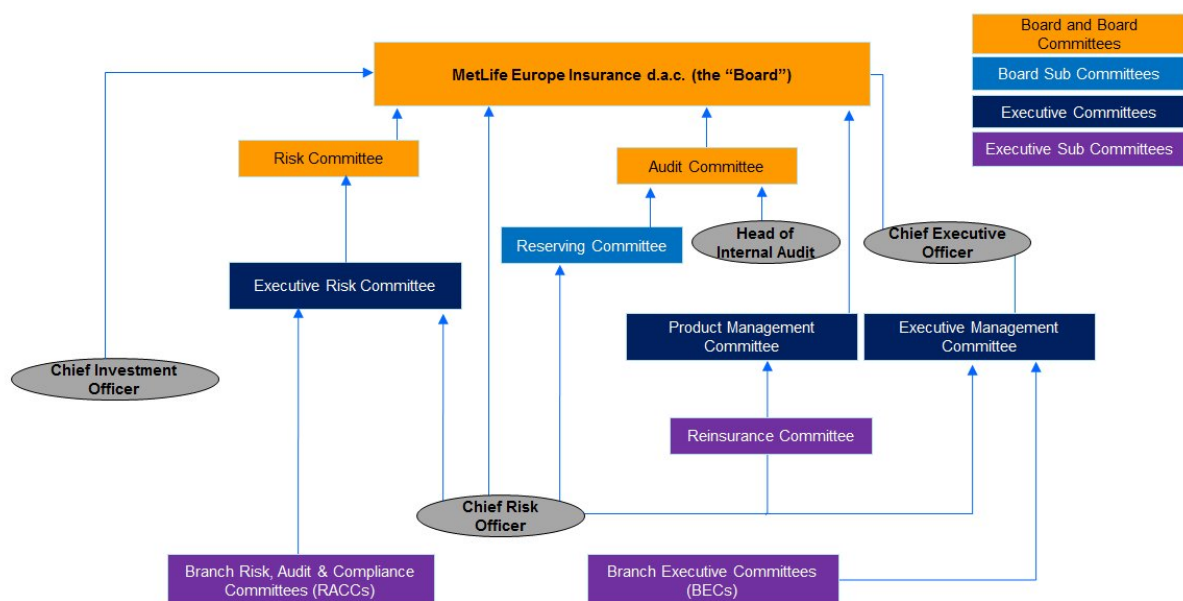 Board and Board
Committees
MetLife Europe Insurance d.a.c. (the “Board”)
Board Sub Committees
Executive Committees
Executive Sub Committees
Risk Committee
Audit Committee
Reserving Committee
Head of
Internal Audit
Chief Executive
Officer
Executive Risk Committee
Product Management
Committee
Executive Management
Committee
Chief Investment
Officer
Reinsurance Committee
Chief Risk
Officer
Branch Risk, Audit & Compliance
Committees (RACCs)
Branch Executive Committees
(BECs)